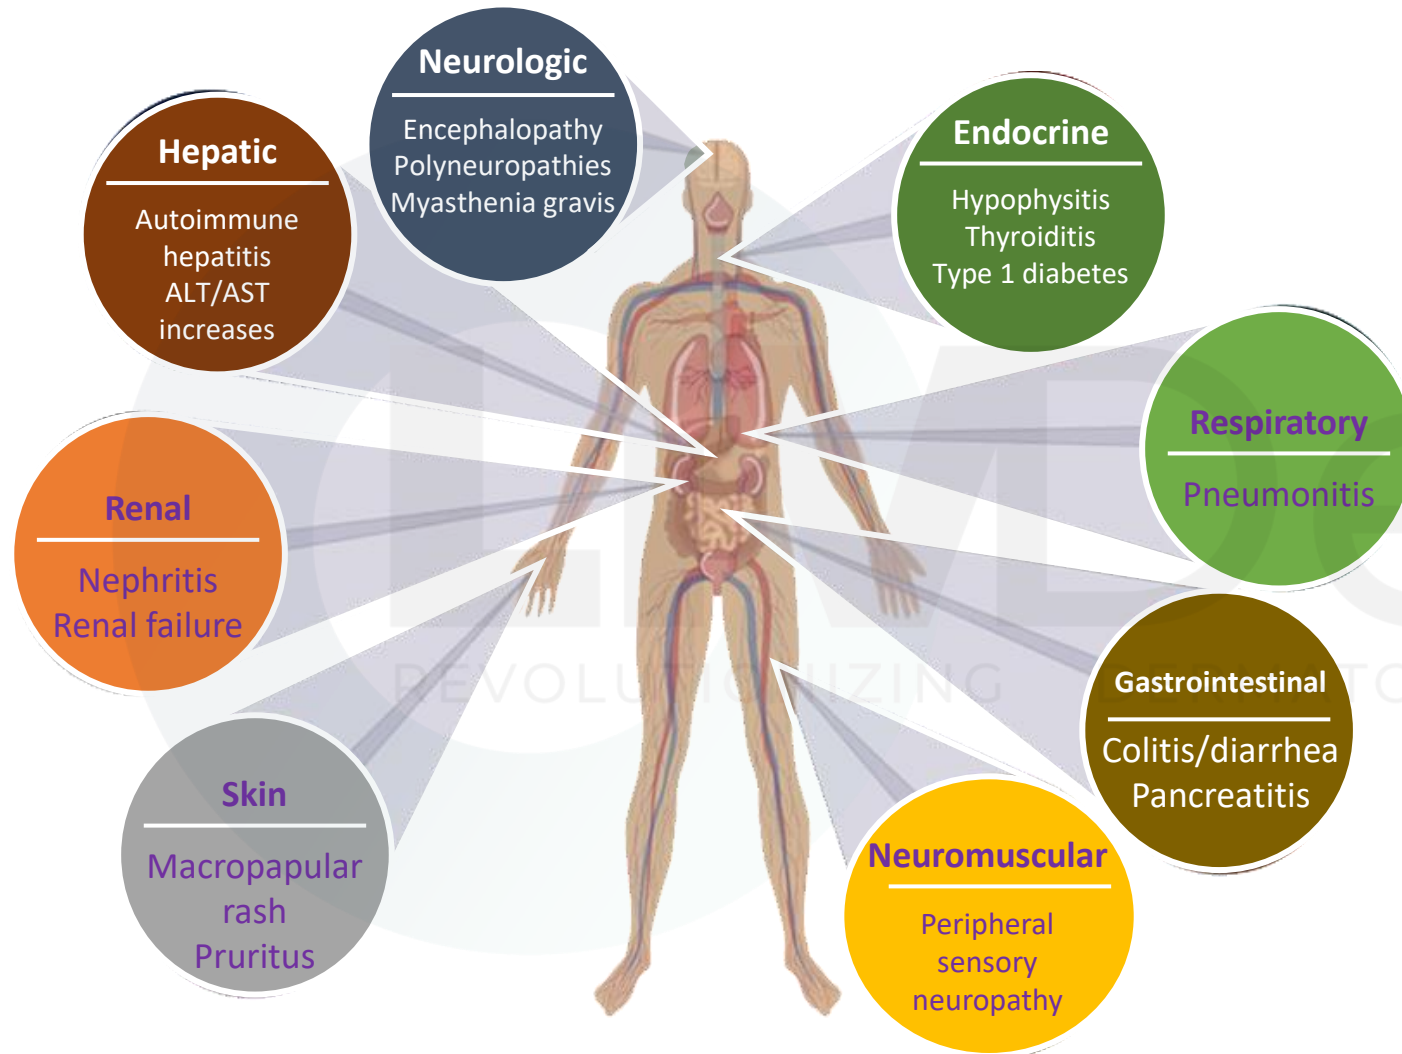 Neurologic
Encephalopathy
Polyneuropathies
Myasthenia gravis
Endocrine
Hypophysitis
Thyroiditis
Type 1 diabetes
Hepatic
Autoimmune
hepatitis
ALT/AST
increases
Respiratory
Pneumonitis
Renal
Nephritis
Renal failure
Gastrointestinal
Colitis/diarrhea
Pancreatitis
Skin
Macropapular
rash
Pruritus
Neuromuscular
Peripheral
sensory
neuropathy
REVOLUTIONIZING